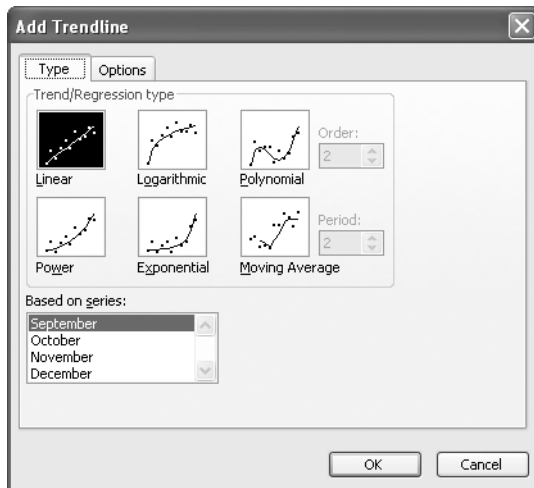 Add Trendline
Type Options
Trend/Regression type
Order:
2
Linear Logarithmic Polynomial
Period:
2
Power Exponential Moving Average
Based on series:
September
October
November
December
OK Cancel